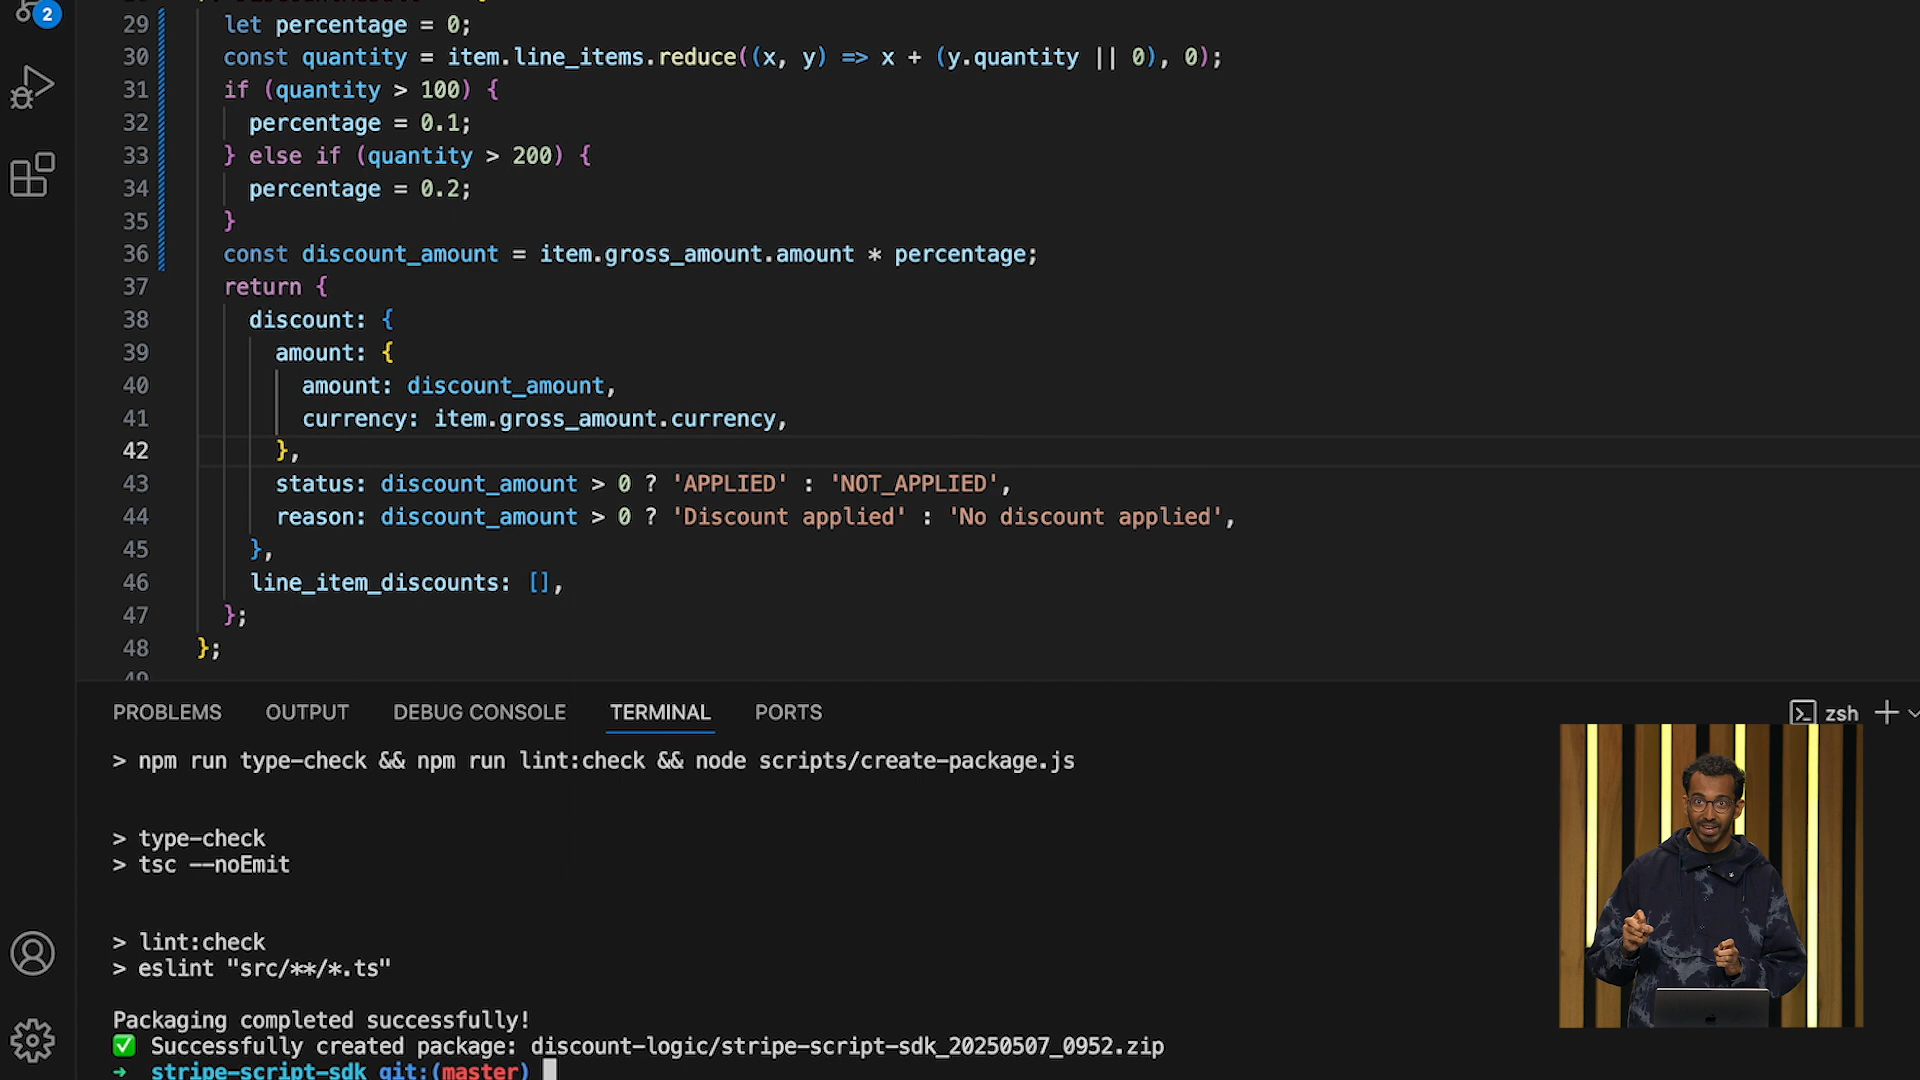 2
29 let percentage = 0;
30 const quantity = item.line_items.reduce((x, y) => x + (y.quantity || 0), 0);
31 if (quantity > 100) {
32 percentage = 0.1;
33 } else if (quantity > 200) {
34 percentage = 0.2;
35 }
36 const discount_amount = item.gross_amount.amount * percentage;
37 return {
38 discount: {
39 amount: {
40 amount: discount_amount,
41 currency: item.gross_amount.currency,
42 },
43 status: discount_amount > 0 ? 'APPLIED' : 'NOT_APPLIED',
44 reason: discount_amount > 0 ? 'Discount applied' : 'No discount applied',
45 },
46 line_item_discounts: [],
47 };
48 };
49
PROBLEMS OUTPUT DEBUG CONSOLE TERMINAL PORTS zsh
> npm run type-check && npm run lint:check && node scripts/create-package.js
> type-check
> tsc --noEmit
> lint:check
> eslint "src/**/*.ts"
Packaging completed successfully!
✅ Successfully created package: discount-logic/stripe-script-sdk_20250507_0952.zip
→ stripe-script-sdk git:(master)